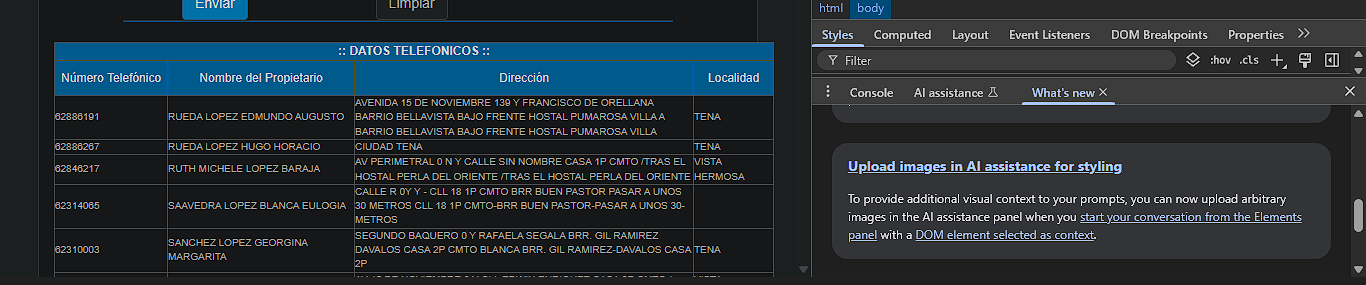 Enviar
Limpiar
:: DATOS TELEFONICOS ::
Número Telefónico Nombre del Propietario Dirección Localidad
AVENIDA 15 DE NOVIEMBRE 139 Y FRANCISCO DE ORELLANA
62886191 RUEDA LOPEZ EDMUNDO AUGUSTO BARRIO BELLAVISTA BAJO FRENTE HOSTAL PUMAROSA VILLA A TENA
BARRIO BELLAVISTA BAJO FRENTE HOSTAL PUMAROSA VILLA
62886267 RUEDA LOPEZ HUGO HORACIO CIUDAD TENA TENA
62846217 RUTH MICHELE LOPEZ BARAJA AV PERIMETRAL 0 N Y CALLE SIN NOMBRE CASA 1P CMTO /TRAS EL VISTA
HOSTAL PERLA DEL ORIENTE /TRAS EL HOSTAL PERLA DEL ORIENTE HERMOSA
CALLE R 0Y Y - CLL 18 1P CMTO BRR BUEN PASTOR PASAR A UNOS
62314065 SAAVEDRA LOPEZ BLANCA EULOGIA 30 METROS CLL 18 1P CMTO-BRR BUEN PASTOR-PASAR A UNOS 30-
METROS
SEGUNDO BAQUERO 0 Y RAFAELA SEGALA BRR. GIL RAMIREZ
62310003 SANCHEZ LOPEZ GEORGINA MARGARITA DAVALOS CASA 2P CMTO BLANCA BRR. GIL RAMIREZ-DAVALOS CASA TENA
2P
html body
Styles Computed Layout Event Listeners DOM Breakpoints Properties
Filter :hov .cls
Console AI assistance What's new
Upload images in AI assistance for styling
To provide additional visual context to your prompts, you can now upload arbitrary
images in the AI assistance panel when you start your conversation from the Elements
panel with a DOM element selected as context.